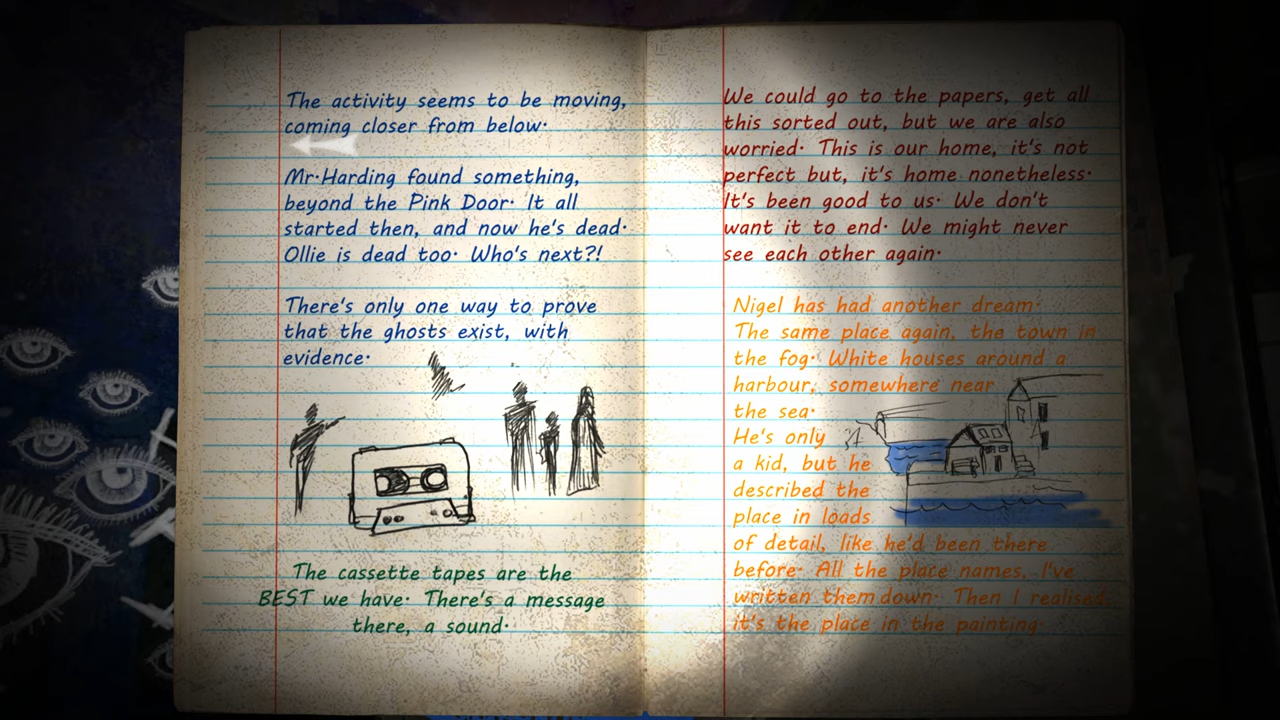 The activity seems to be moving,
coming closer from below.
Mr.Harding found something,
beyond the Pink Door. It all
started then, and now he's dead.
Ollie is dead too. Who's next?!
There's only one way to prove
that the ghosts exist, with
evidence.
The cassette tapes are the
BEST we have. There's a message
there, a sound.
We could go to the papers, get all
this sorted out, but we are also
worried. This is our home, it's not
perfect but, it's home nonetheless.
It's been good to us. We don't
want it to end. We might never
see each other again.
Nigel has had another dream.
The same place again, the town in
the fog. White houses around a
harbour, somewhere near
the sea.
He's only
a kid, but he
described the
place in loads
of detail, like he'd been there
before. All the place names, I've
written them down. Then I realised,
it's the place in the painting.